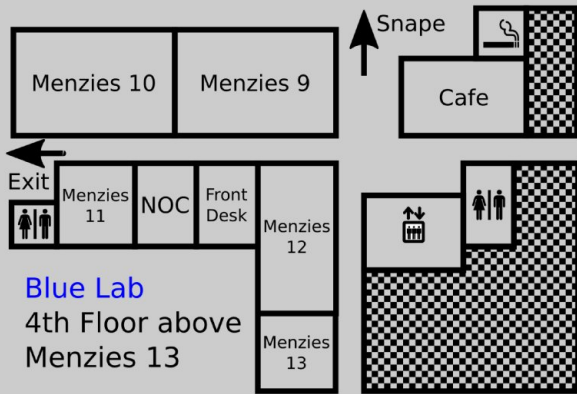 Snape
Menzies 10
Menzies 9
Cafe
Exit
Menzies
11
NOC
Front
Desk
Menzies
12
Blue Lab
4th Floor above
Menzies 13
Menzies
13